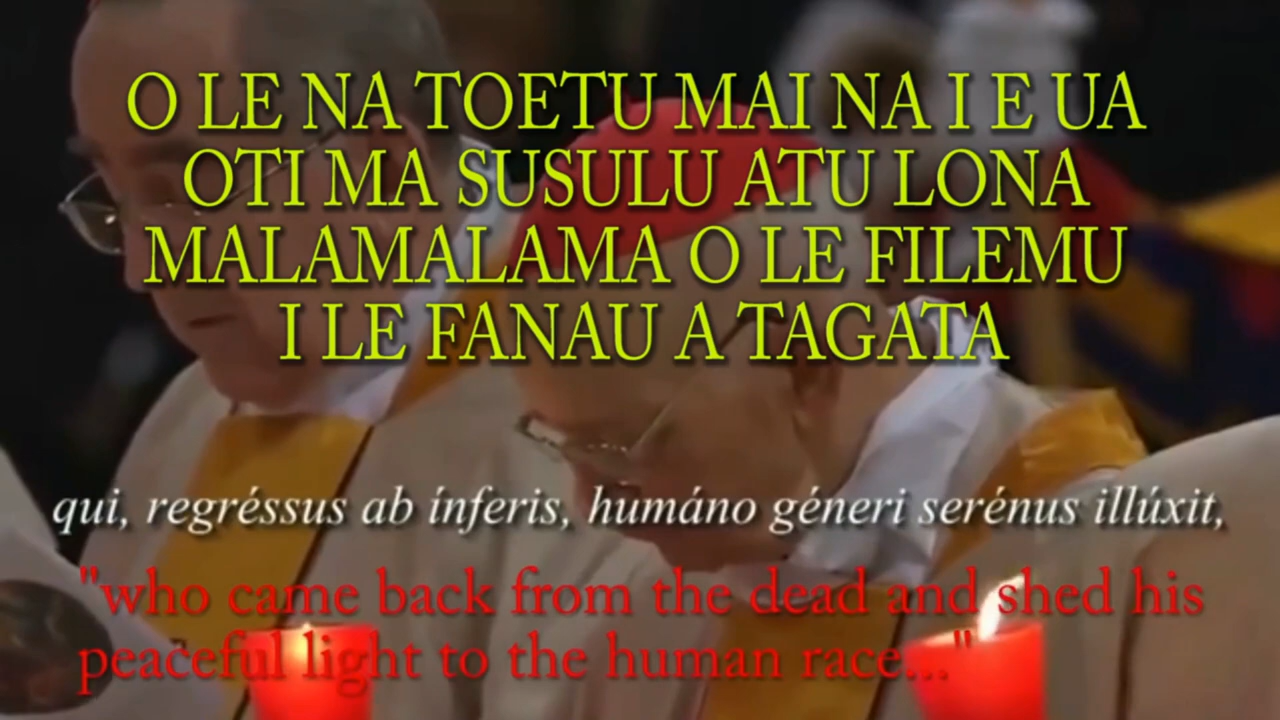 O LE NA TOETU MAI NA I E UA
OTI MA SUSULU ATU LONA
MALAMALAMA O LE FILEMU
I LE FANAU A TAGATA
qui, regréssus ab ínferis, humáno géneri serénus illúxit,
"who came back from the dead and shed his
peaceful light to the human race..."